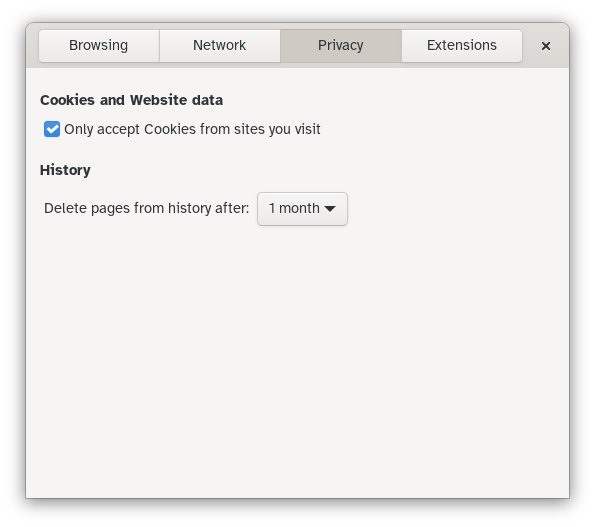 Browsing Network Privacy Extensions
Cookies and Website data
Only accept Cookies from sites you visit
History
Delete pages from history after: 1 month